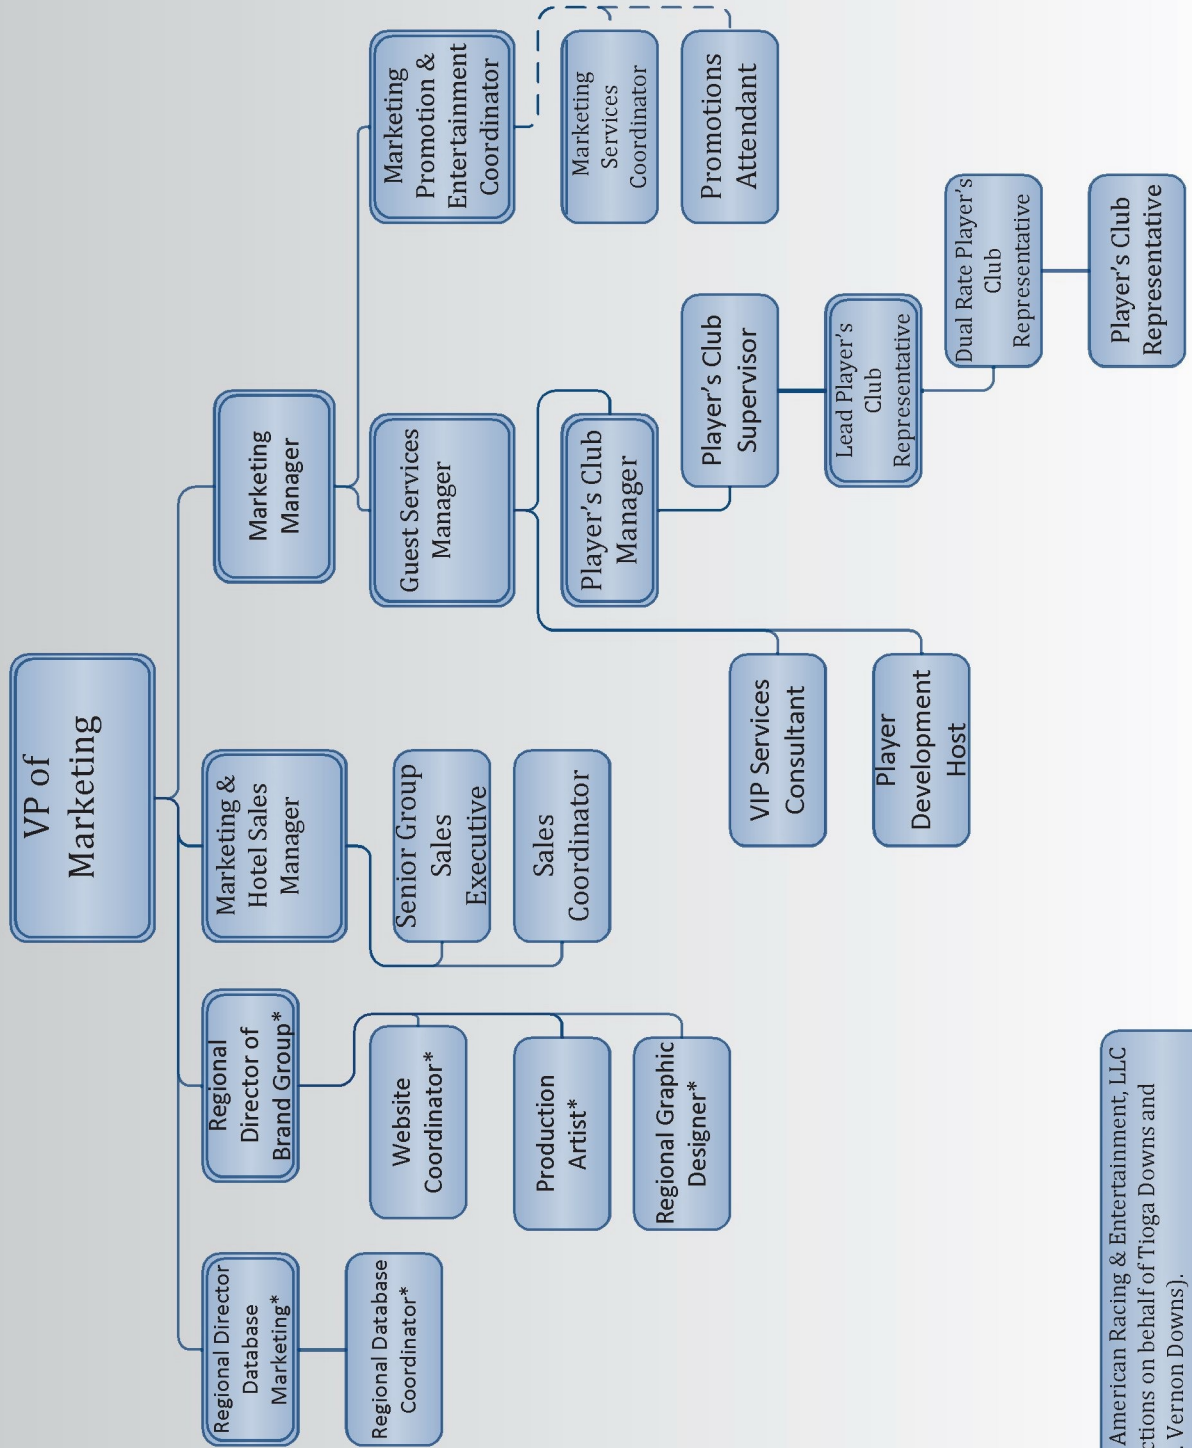 VP of
Marketing
Regional Director
Database
Marketing*
Regional Database
Coordinator*
Regional
Director of
Brand Group*
Website
Coordinator*
Production
Artist*
Regional Graphic
Designer*
Marketing &
Hotel Sales
Manager
Senior Group
Sales
Executive
Sales
Coordinator
Marketing
Manager
Guest Services
Manager
VIP Services
Consultant
Player
Development
Host
Player's Club
Manager
Player's Club
Supervisor
Lead Player's
Club
Representative
Dual Rate Player's
Club
Representative
Player's Club
Representative
Marketing
Promotion &
Entertainment
Coordinator
Marketing
Services
Coordinator
Promotions
Attendant
American Racing & Entertainment, LLC
ctions on behalf of Tioga Downs and
Vernon Downs).